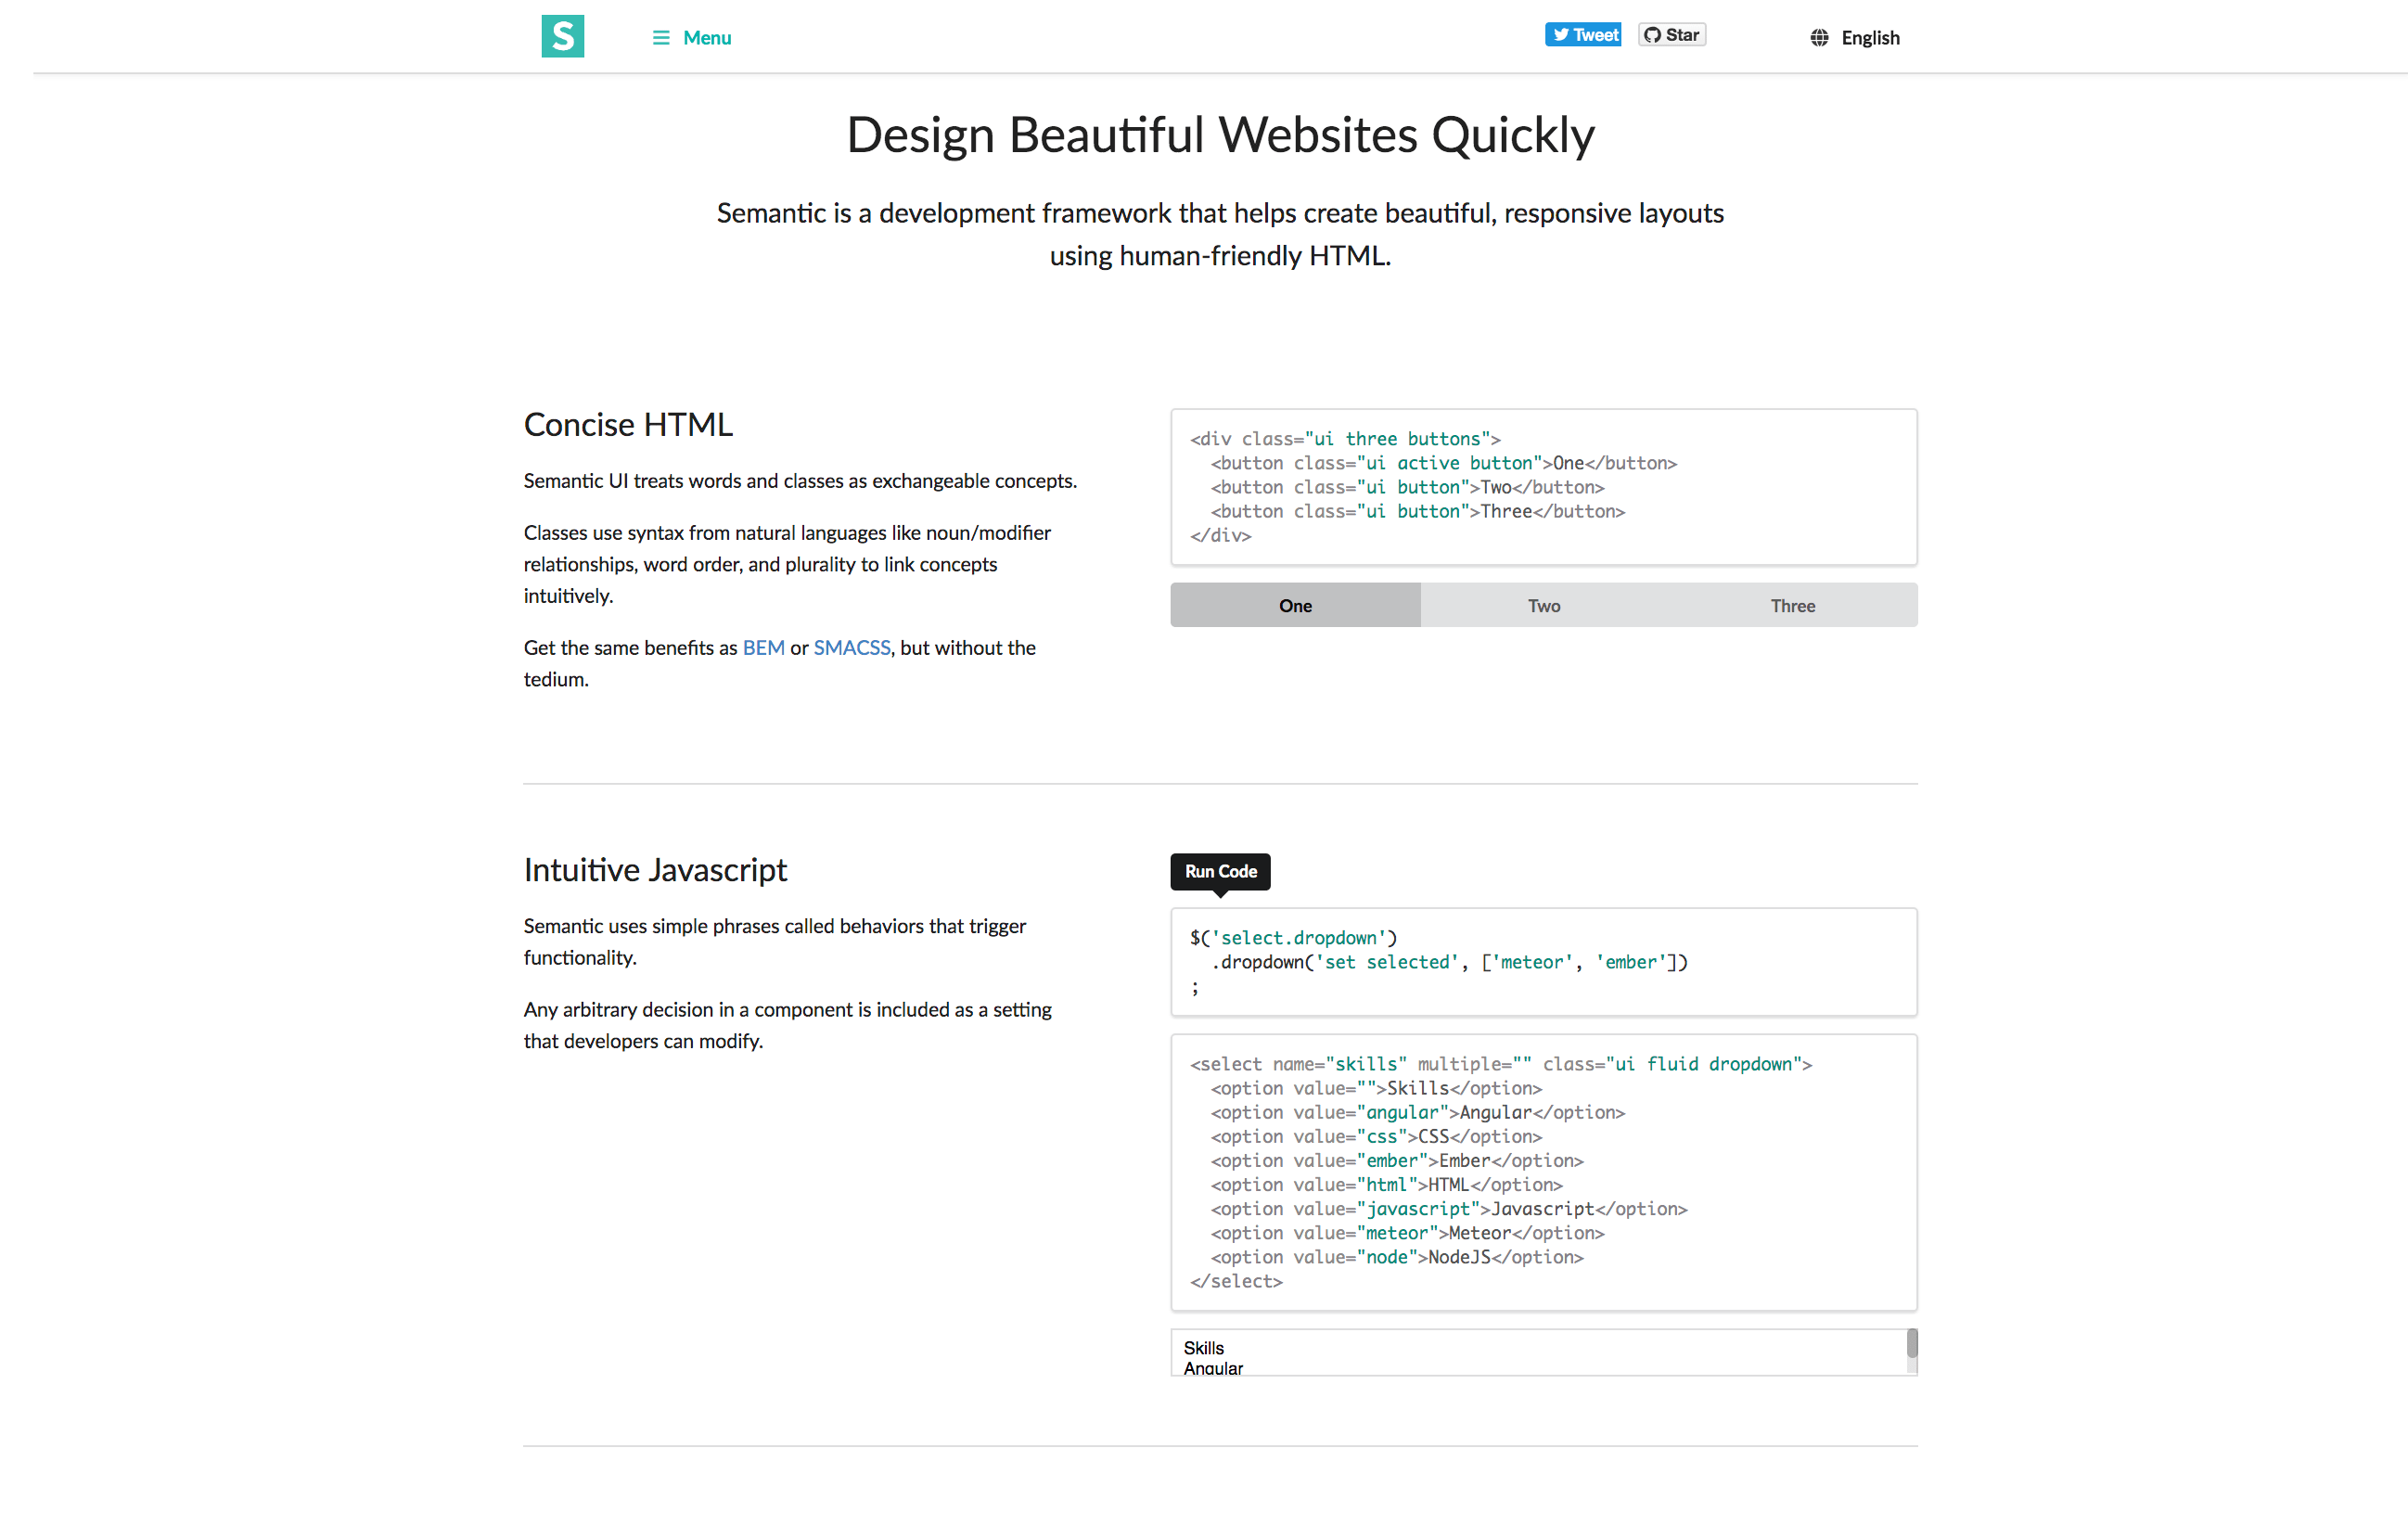 S Menu Tweet Star English
Design Beautiful Websites Quickly
Semantic is a development framework that helps create beautiful, responsive layouts
using human-friendly HTML.
Concise HTML
Semantic UI treats words and classes as exchangeable concepts.
Classes use syntax from natural languages like noun/modifier
relationships, word order, and plurality to link concepts
intuitively.
Get the same benefits as BEM or SMACSS, but without the
tedium.
<div class="ui three buttons">
  <button class="ui active button">One</button>
  <button class="ui button">Two</button>
  <button class="ui button">Three</button>
</div>
One Two Three
Intuitive Javascript
Semantic uses simple phrases called behaviors that trigger
functionality.
Any arbitrary decision in a component is included as a setting
that developers can modify.
Run Code
$('select.dropdown')
  .dropdown('set selected', ['meteor', 'ember'])
;
<select name="skills" multiple="" class="ui fluid dropdown">
  <option value="">Skills</option>
  <option value="angular">Angular</option>
  <option value="css">CSS</option>
  <option value="ember">Ember</option>
  <option value="html">HTML</option>
  <option value="javascript">Javascript</option>
  <option value="meteor">Meteor</option>
  <option value="node">NodeJS</option>
</select>
Skills
Angular